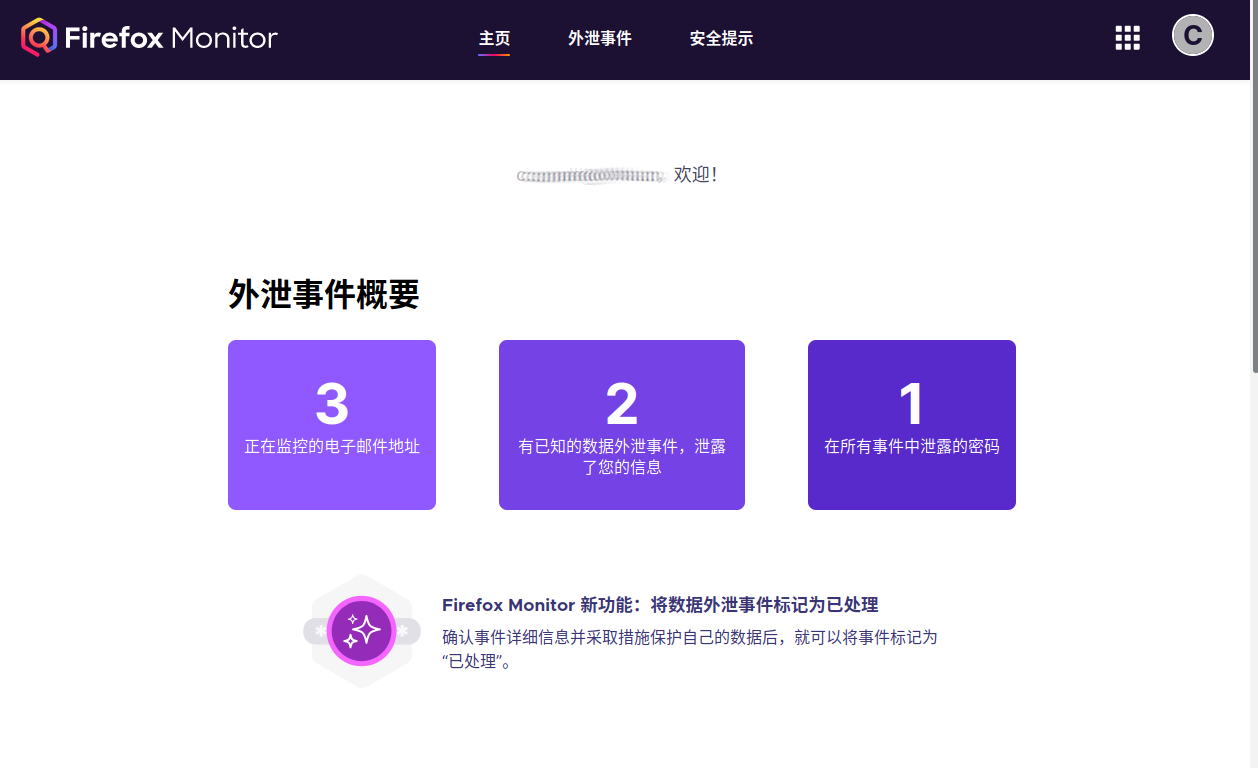 Firefox Monitor
主页
外泄事件
安全提示
C
欢迎！
外泄事件概要
3
正在监控的电子邮件地址
2
有已知的数据外泄事件，泄露
了您的信息
1
在所有事件中泄露的密码
Firefox Monitor 新功能：将数据外泄事件标记为已处理
确认事件详细信息并采取措施保护自己的数据后，就可以将事件标记为
“已处理”。